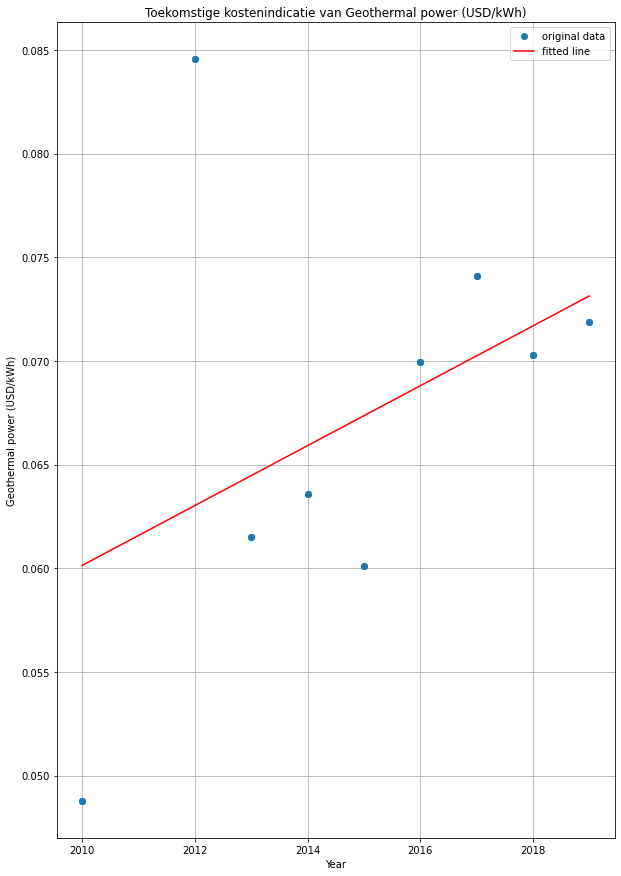 Toekomstige kostenindicatie van Geothermal power (USD/kWh)
original data
fitted line
0.085
0.080
0.075
0.070
0.065
0.060
0.055
0.050
Geothermal power (USD/kWh)
2010
2012
2014
2016
2018
Year